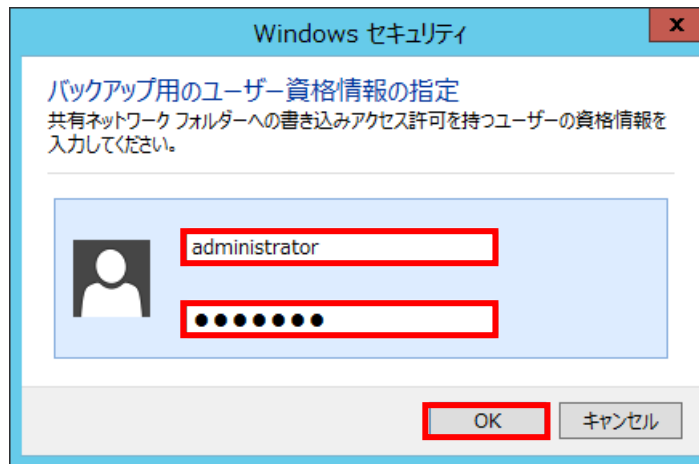 Windows セキュリティ
x
バックアップ用のユーザー資格情報の指定
共有ネットワーク フォルダーへの書き込みアクセス許可を持つユーザーの資格情報を
入力してください。
administrator
●●●●●●●
OK
キャンセル